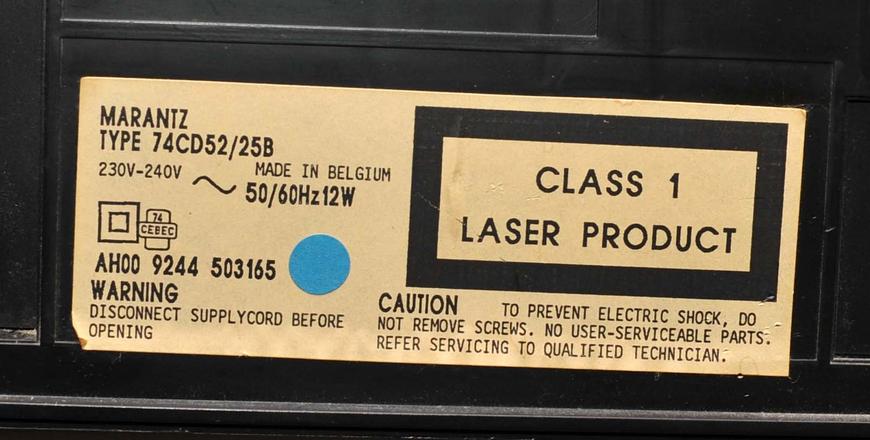 MARANTZ
TYPE 74CD52/25B
230V-240V ~ MADE IN BELGIUM
50/60Hz12W
74
CEBEC
AH00 9244 503165
WARNING
DISCONNECT SUPPLYCORD BEFORE
OPENING
CLASS 1
LASER PRODUCT
CAUTION TO PREVENT ELECTRIC SHOCK, DO
NOT REMOVE SCREWS. NO USER-SERVICEABLE PARTS.
REFER SERVICING TO QUALIFIED TECHNICIAN.